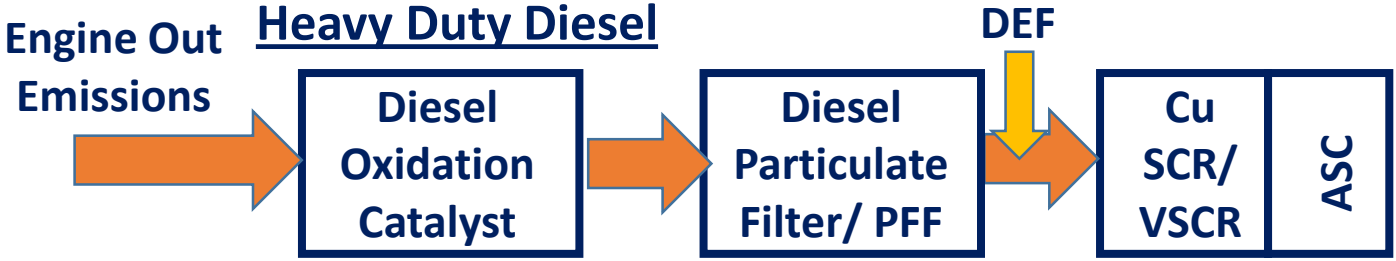 Heavy Duty Diesel
Engine Out
Emissions
DEF
Diesel
Oxidation
Catalyst
Diesel
Particulate
Filter/ PFF
Cu
SCR/
VSCR
ASC